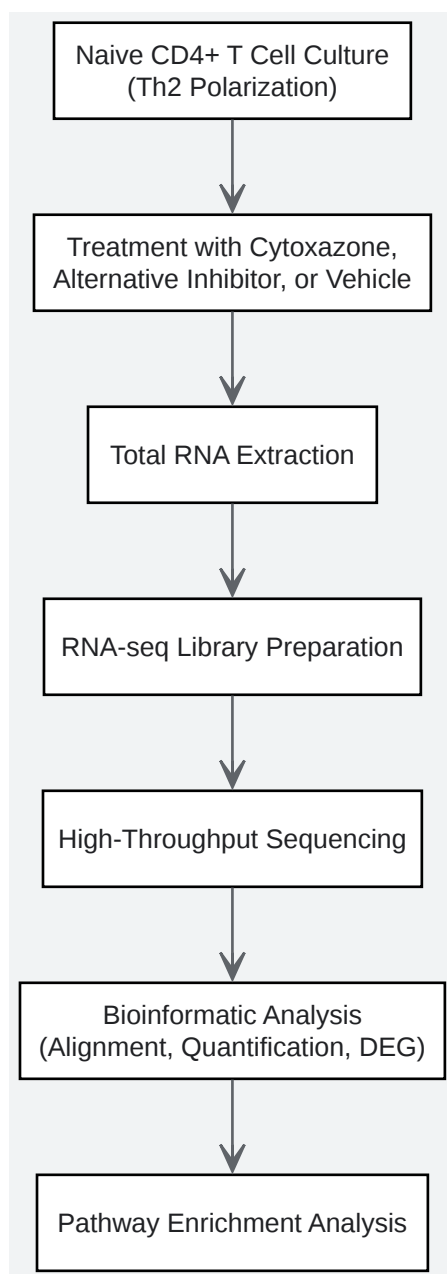 Naive CD4+ T Cell Culture
(Th2 Polarization)
Treatment with Cytoxazone,
Alternative Inhibitor, or Vehicle
Total RNA Extraction
RNA-seq Library Preparation
High-Throughput Sequencing
Bioinformatic Analysis
(Alignment, Quantification, DEG)
Pathway Enrichment Analysis